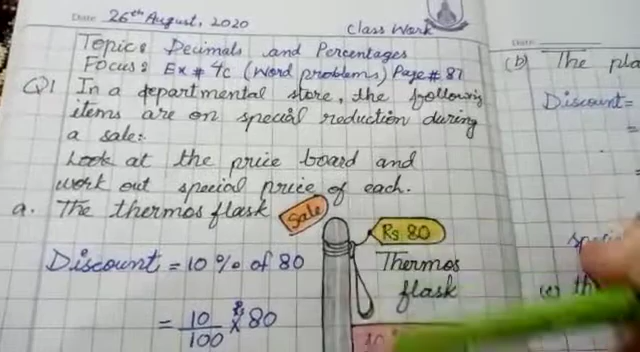 Date: 26th August, 2020
Class Work
Topic: Decimals and Percentages
Focus: Ex # 4c (Word problems) Page # 87
Q1 In a departmental store, the following
items are on special reduction during
a sale:
Look at the price board and
work out special price of each.
a. The thermos flask
Sale
Rs. 80
Thermos
flask
Discount = 10 % of 80
= 10/100 × 80
Date:
(b) The
Discount =
=